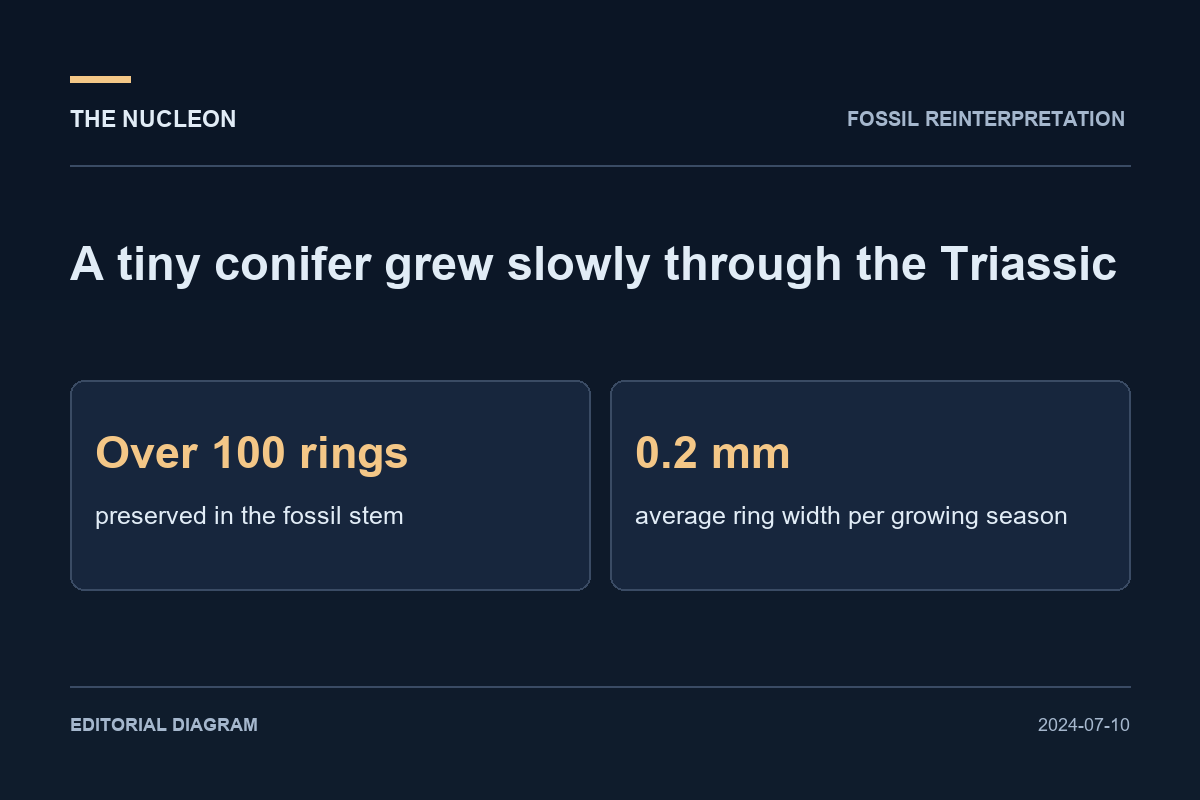 THE NUCLEON
FOSSIL REINTERPRETATION
A tiny conifer grew slowly through the Triassic
Over 100 rings
preserved in the fossil stem
0.2 mm
average ring width per growing season
EDITORIAL DIAGRAM
2024-07-10